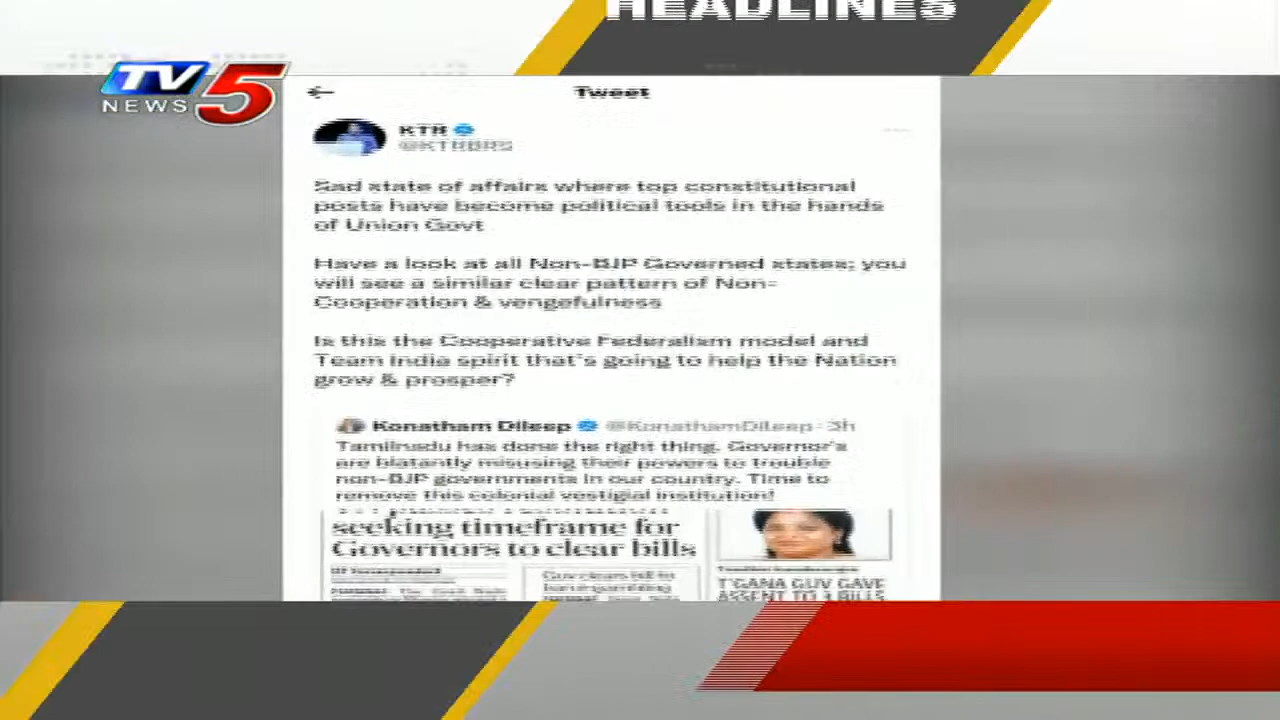 HEADLINES
TV5
NEWS
Tweet
KTR
@KTRBRS
Sad state of affairs where top constitutional
posts have become political tools in the hands
of Union Govt
Have a look at all Non-BJP Governed states; you
will see a similar clear pattern of Non-
Cooperation & vengefulness
Is this the Cooperative Federalism model and
Team India spirit that's going to help the Nation
grow & prosper?
Konatham Dileep @KonathamDileep · 3h
Tamilnadu has done the right thing. Governor's
are blatantly misusing their powers to trouble
non-BJP governments in our country. Time to
remove this colonial vestigial institution!
seeking timeframe for
Governors to clear bills
T'GANA GUV GAVE
ASSENT TO 3 BILLS